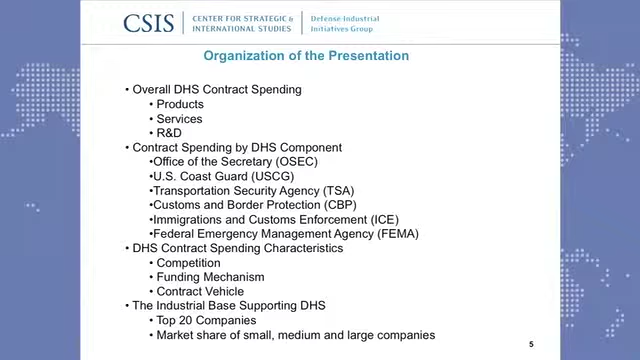 CSIS
CENTER FOR STRATEGIC &
INTERNATIONAL STUDIES
Defense Industrial
Initiatives Group
Organization of the Presentation
• Overall DHS Contract Spending
• Products
• Services
• R&D
• Contract Spending by DHS Component
•Office of the Secretary (OSEC)
•U.S. Coast Guard (USCG)
•Transportation Security Agency (TSA)
•Customs and Border Protection (CBP)
•Immigrations and Customs Enforcement (ICE)
•Federal Emergency Management Agency (FEMA)
• DHS Contract Spending Characteristics
• Competition
• Funding Mechanism
• Contract Vehicle
• The Industrial Base Supporting DHS
• Top 20 Companies
• Market share of small, medium and large companies
5